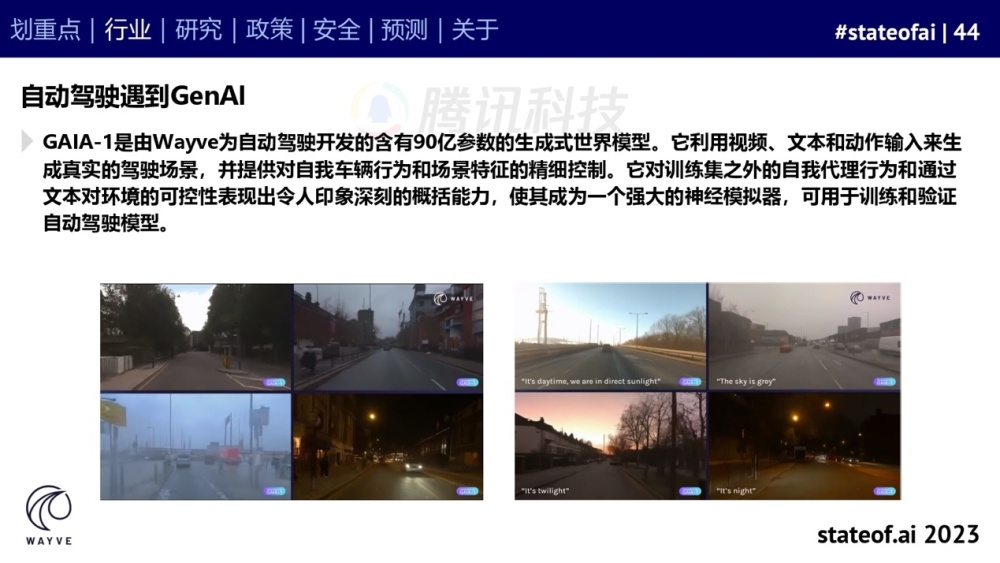 划重点 | 行业 | 研究 | 政策 | 安全 | 预测 | 关于
#stateofai | 44
自动驾驶遇到GenAI
腾讯科技
GAIA-1是由Wayve为自动驾驶开发的含有90亿参数的生成式世界模型。它利用视频、文本和动作输入来生
成真实的驾驶场景，并提供对自我车辆行为和场景特征的精细控制。它对训练集之外的自我代理行为和通过
文本对环境的可控性表现出令人印象深刻的概括能力，使其成为一个强大的神经模拟器，可用于训练和验证
自动驾驶模型。
WAYVE
WAYVE
"It's daytime, we are in direct sunlight"
"The sky is grey"
"It's twilight"
"It's night"
WAYVE
stateof.ai 2023